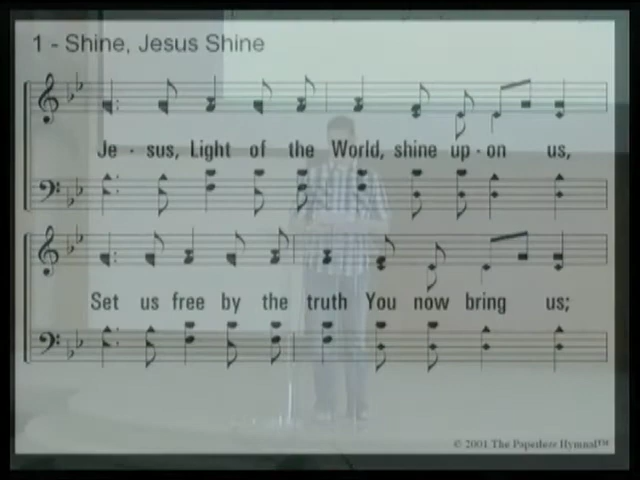 1 - Shine, Jesus Shine
Je - sus, Light of the World, shine up - on us,
Set us free by the truth You now bring us;
© 2001 The Paperless Hymnal™